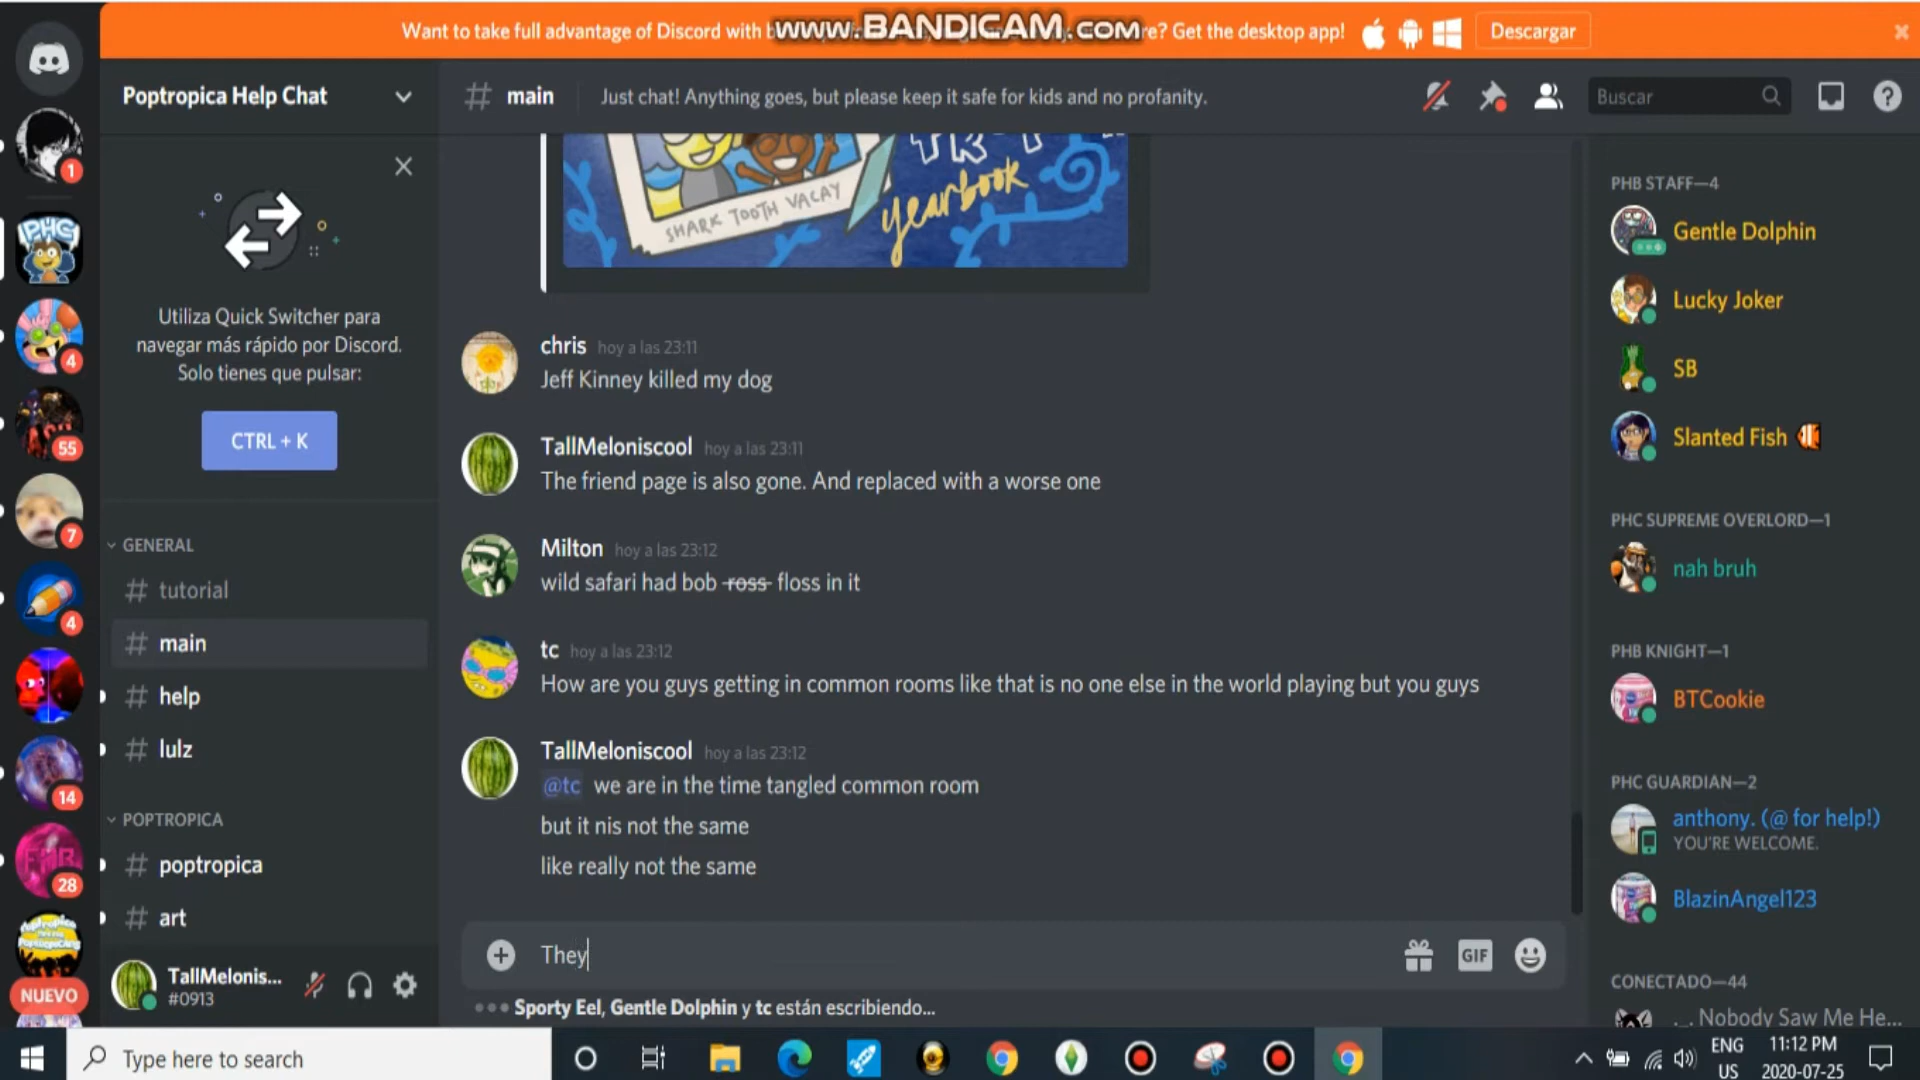 Want to take full advantage of Discord with b
www.BANDICAM.com
re? Get the desktop app!
Descargar
Poptropica Help Chat
main
Just chat! Anything goes, but please keep it safe for kids and no profanity.
Buscar
SHARK TOOTH VACAY
yearbook
Utiliza Quick Switcher para
navegar más rápido por Discord.
Solo tienes que pulsar:
CTRL + K
GENERAL
# tutorial
# main
# help
# lulz
POPTROPICA
# poptropica
# art
TallMelonis...
#0913
1
PHC
4
55
7
4
14
28
NUEVO
chris hoy a las 23:11
Jeff Kinney killed my dog
TallMeloniscool hoy a las 23:11
The friend page is also gone. And replaced with a worse one
Milton hoy a las 23:12
wild safari had bob ross floss in it
tc hoy a las 23:12
How are you guys getting in common rooms like that is no one else in the world playing but you guys
TallMeloniscool hoy a las 23:12
@tc we are in the time tangled common room
but it nis not the same
like really not the same
They
GIF
Sporty Eel, Gentle Dolphin y tc están escribiendo...
PHB STAFF—4
Gentle Dolphin
Lucky Joker
SB
Slanted Fish
PHC SUPREME OVERLORD—1
nah bruh
PHB KNIGHT—1
BTCookie
PHC GUARDIAN—2
anthony. (@ for help!)
YOU'RE WELCOME.
BlazinAngel123
CONECTADO—44
._. Nobody Saw Me He...
Type here to search
ENG
US
11:12 PM
2020-07-25